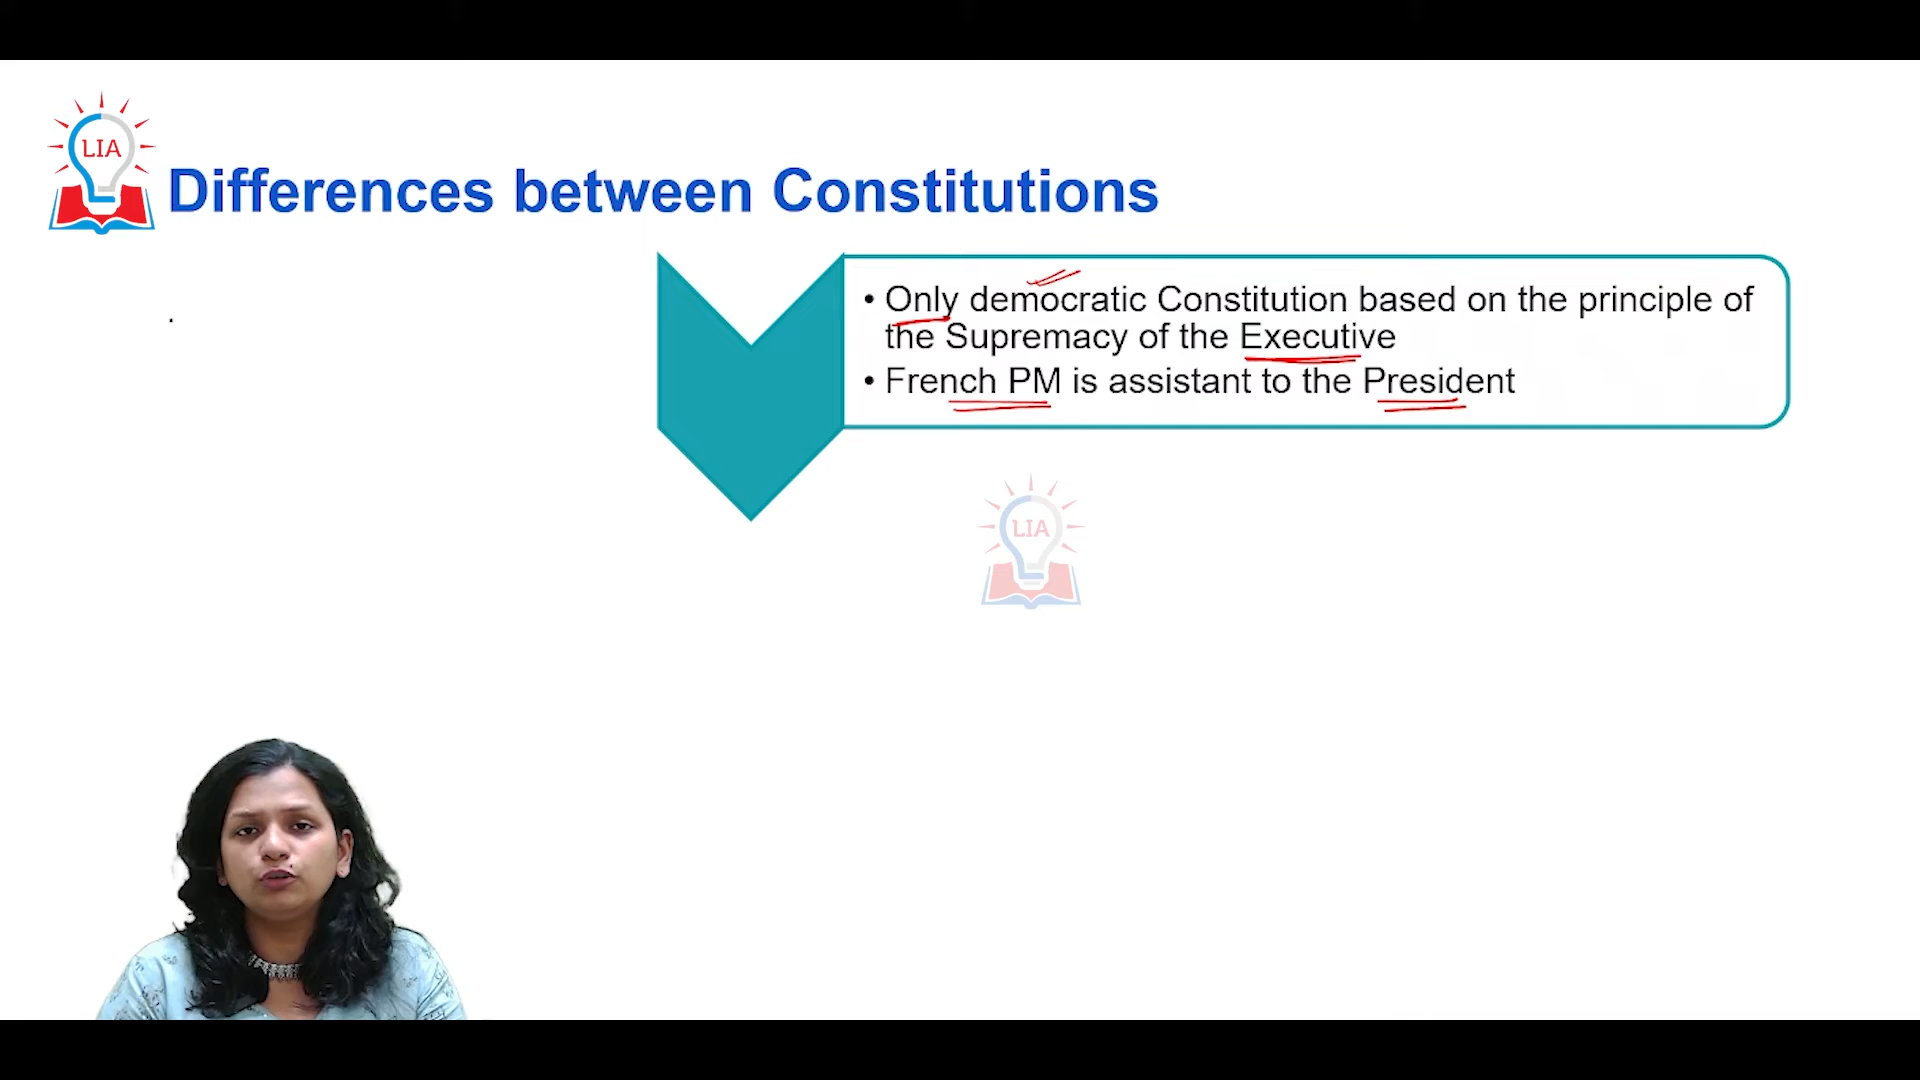 LIA
Differences between Constitutions
• Only democratic Constitution based on the principle of
the Supremacy of the Executive
• French PM is assistant to the President
LIA